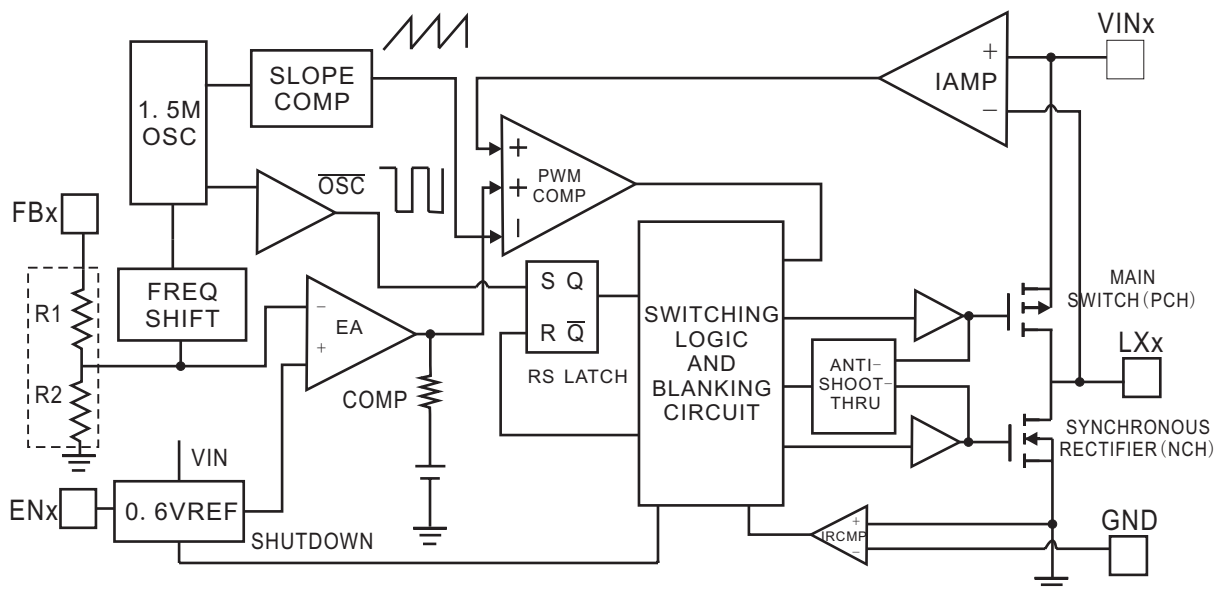 VINx
SLOPE
COMP
IAMP
+
−
1. 5M
OSC
OSC
+
+
−
PWM
COMP
FBx
FREQ
SHIFT
R1
R2
−
EA
+
COMP
S Q
R Q
RS LATCH
SWITCHING
LOGIC
AND
BLANKING
CIRCUIT
ANTI−
SHOOT−
THRU
MAIN
SWITCH(PCH)
LXx
SYNCHRONOUS
RECTIFIER(NCH)
VIN
ENx
0. 6VREF
SHUTDOWN
+
IRCMP
−
GND